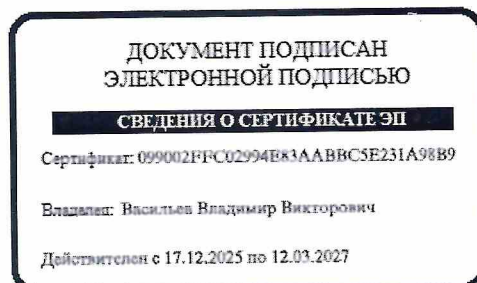 ДОКУМЕНТ ПОДПИСАН
ЭЛЕКТРОННОЙ ПОДПИСЬЮ
СВЕДЕНИЯ О СЕРТИФИКАТЕ ЭП
Сертификат: 099002FFC02994E83AABBC5E231A98B9
Владелец: Васильев Владимир Викторович
Действителен с 17.12.2025 по 12.03.2027